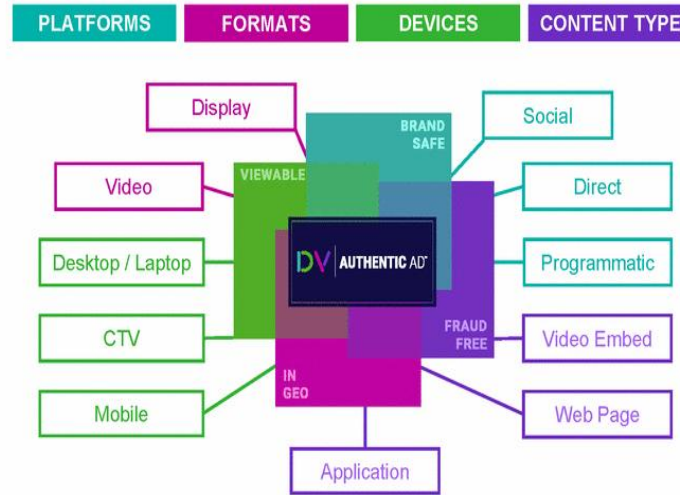 PLATFORMS
FORMATS
DEVICES
CONTENT TYPE
Display
Social
BRAND
SAFE
VIEWABLE
Video
Direct
DV AUTHENTIC AD™
Desktop / Laptop
Programmatic
CTV
FRAUD
FREE
Video Embed
IN
GEO
Mobile
Web Page
Application